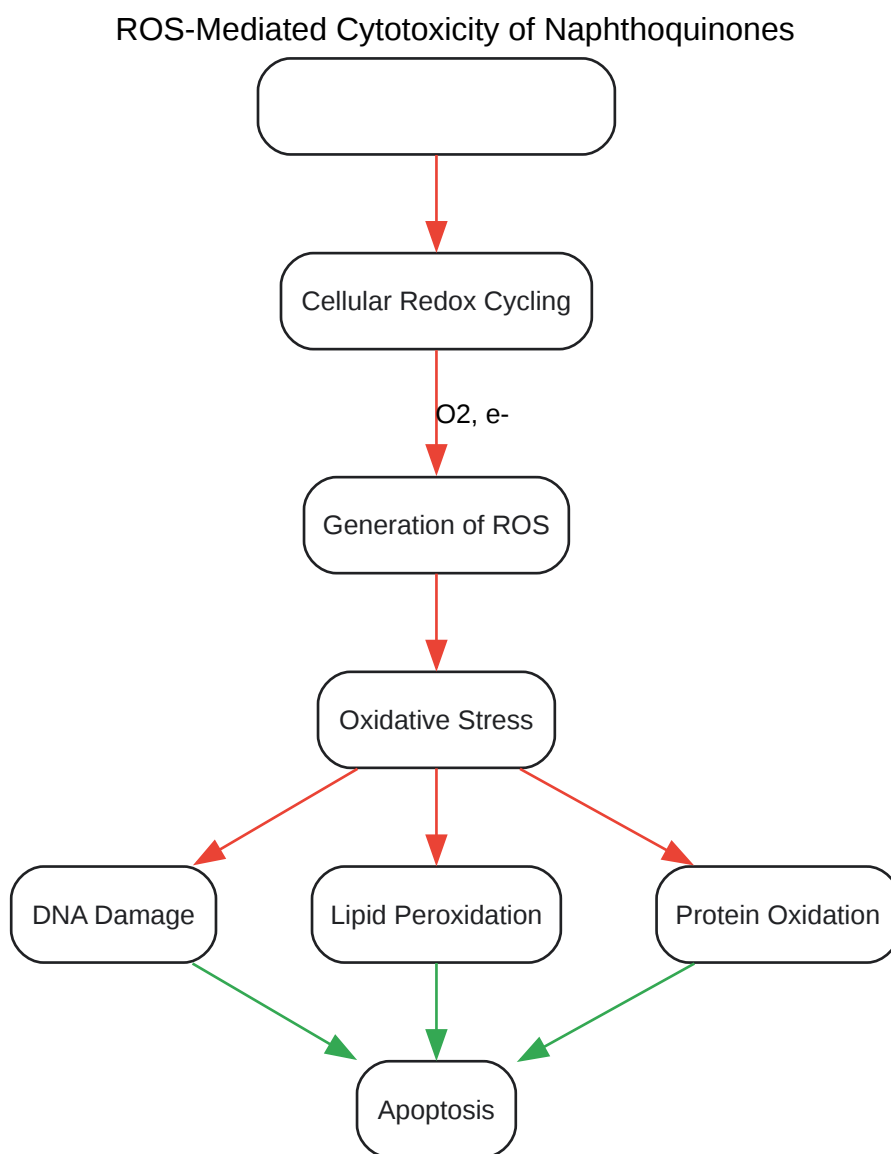 ROS-Mediated Cytotoxicity of Naphthoquinones
Cellular Redox Cycling
O2, e-
Generation of ROS
Oxidative Stress
DNA Damage
Lipid Peroxidation
Protein Oxidation
Apoptosis